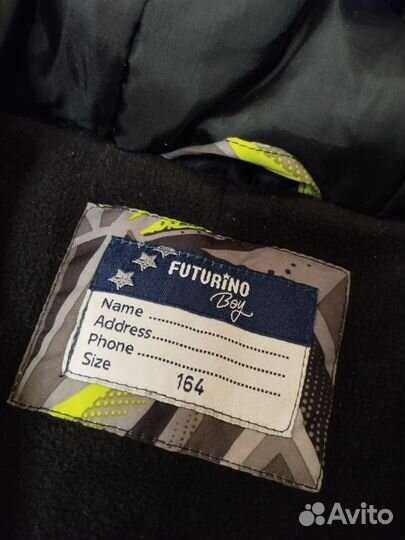 FUTURINO
Boy
Name
Address
Phone
Size 164
Avito